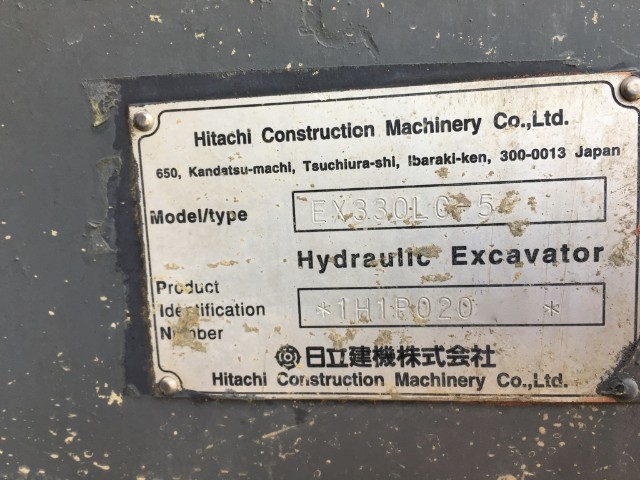 Hitachi Construction Machinery Co.,Ltd.
650, Kandatsu-machi, Tsuchiura-shi, Ibaraki-ken, 300-0013 Japan
Model/type EX330LC-5
Hydraulic Excavator
Product
Identification *1H1P020 *
Number
日立建機株式会社
Hitachi Construction Machinery Co.,Ltd.